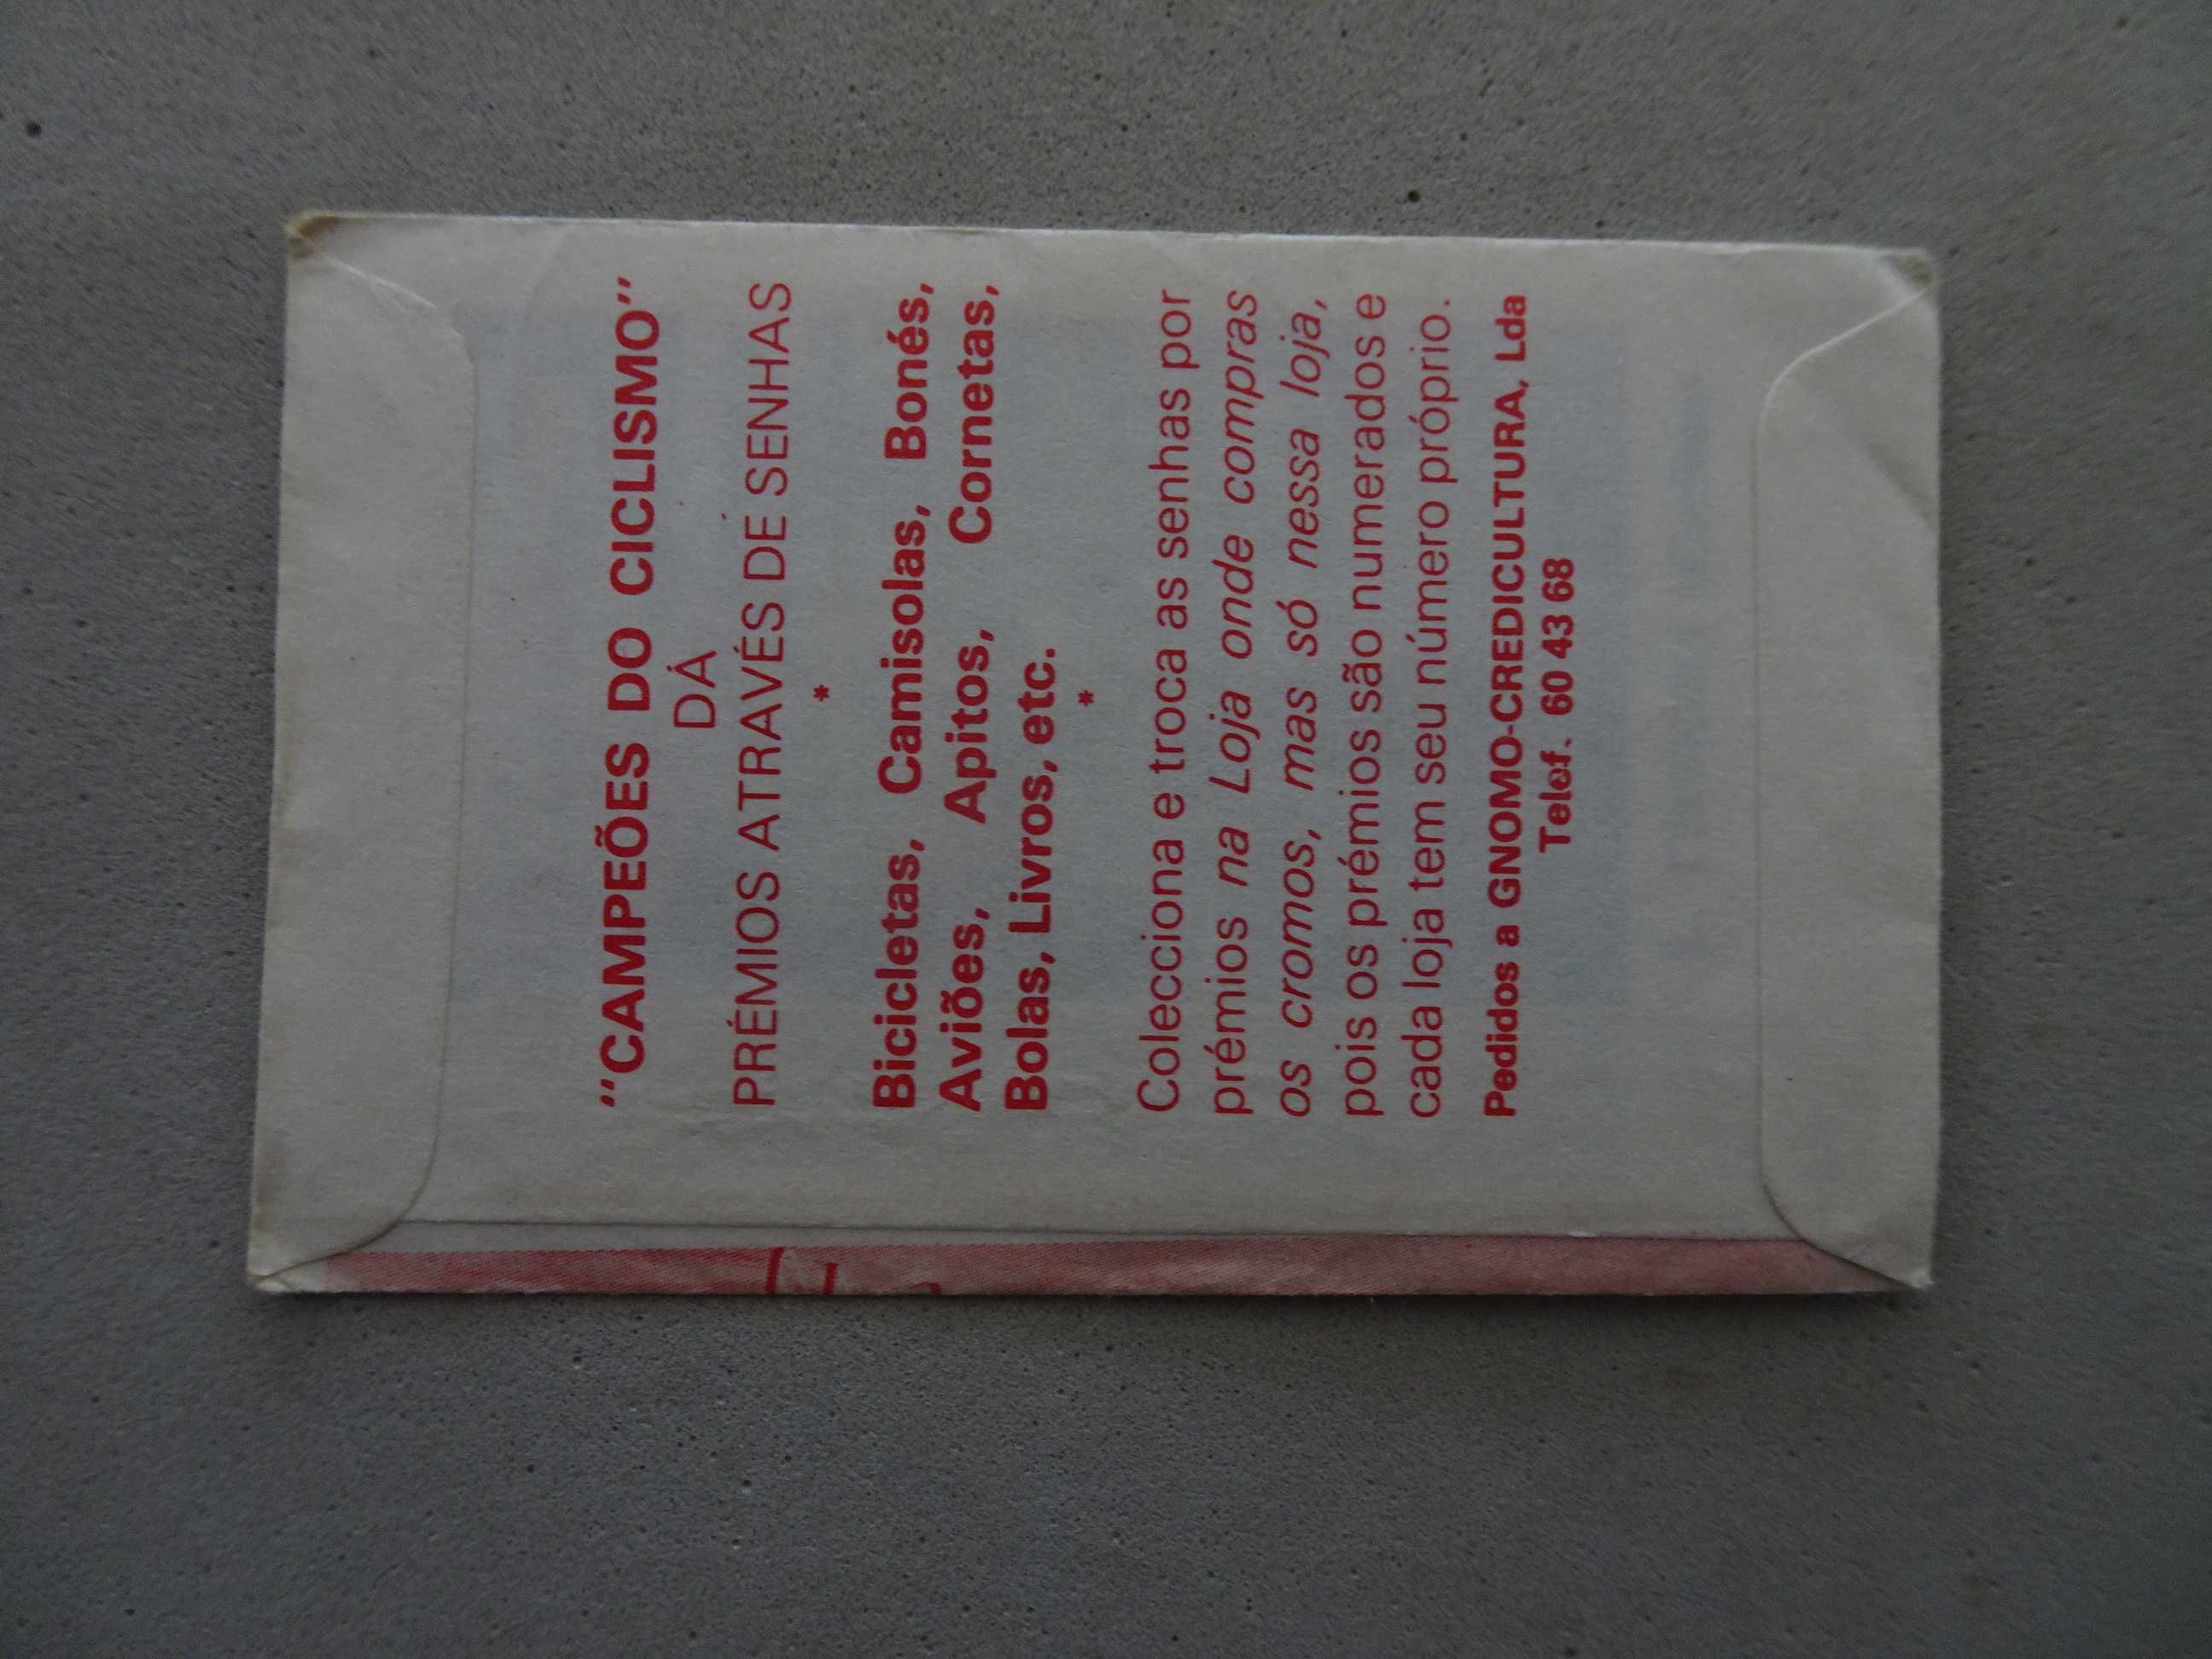 "CAMPEÕES DO CICLISMO"
DÁ
PRÉMIOS ATRAVÉS DE SENHAS
*
Bicicletas, Camisolas, Bonés,
Aviões, Apitos, Cornetas,
Bolas, Livros, etc.
*
Colecciona e troca as senhas por
prémios na Loja onde compras
os cromos, mas só nessa loja,
pois os prémios são numerados e
cada loja tem seu número próprio.
Pedidos a GNOMO-CREDICULTURA, Lda
Telef. 60 43 68